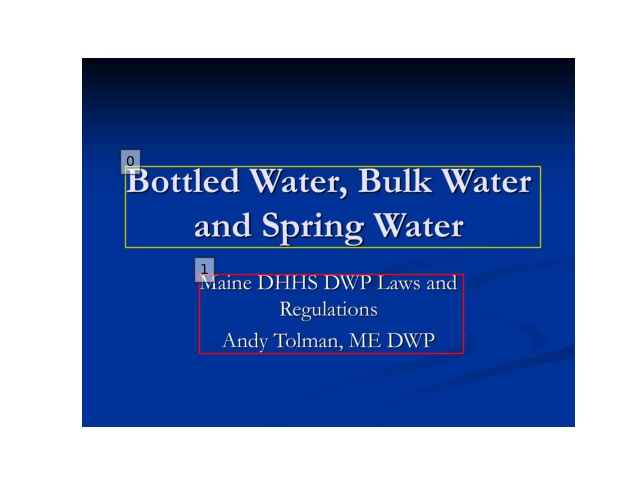 0
Bottled Water, Bulk Water
and Spring Water
1
Maine DHHS DWP Laws and
Regulations
Andy Tolman, ME DWP